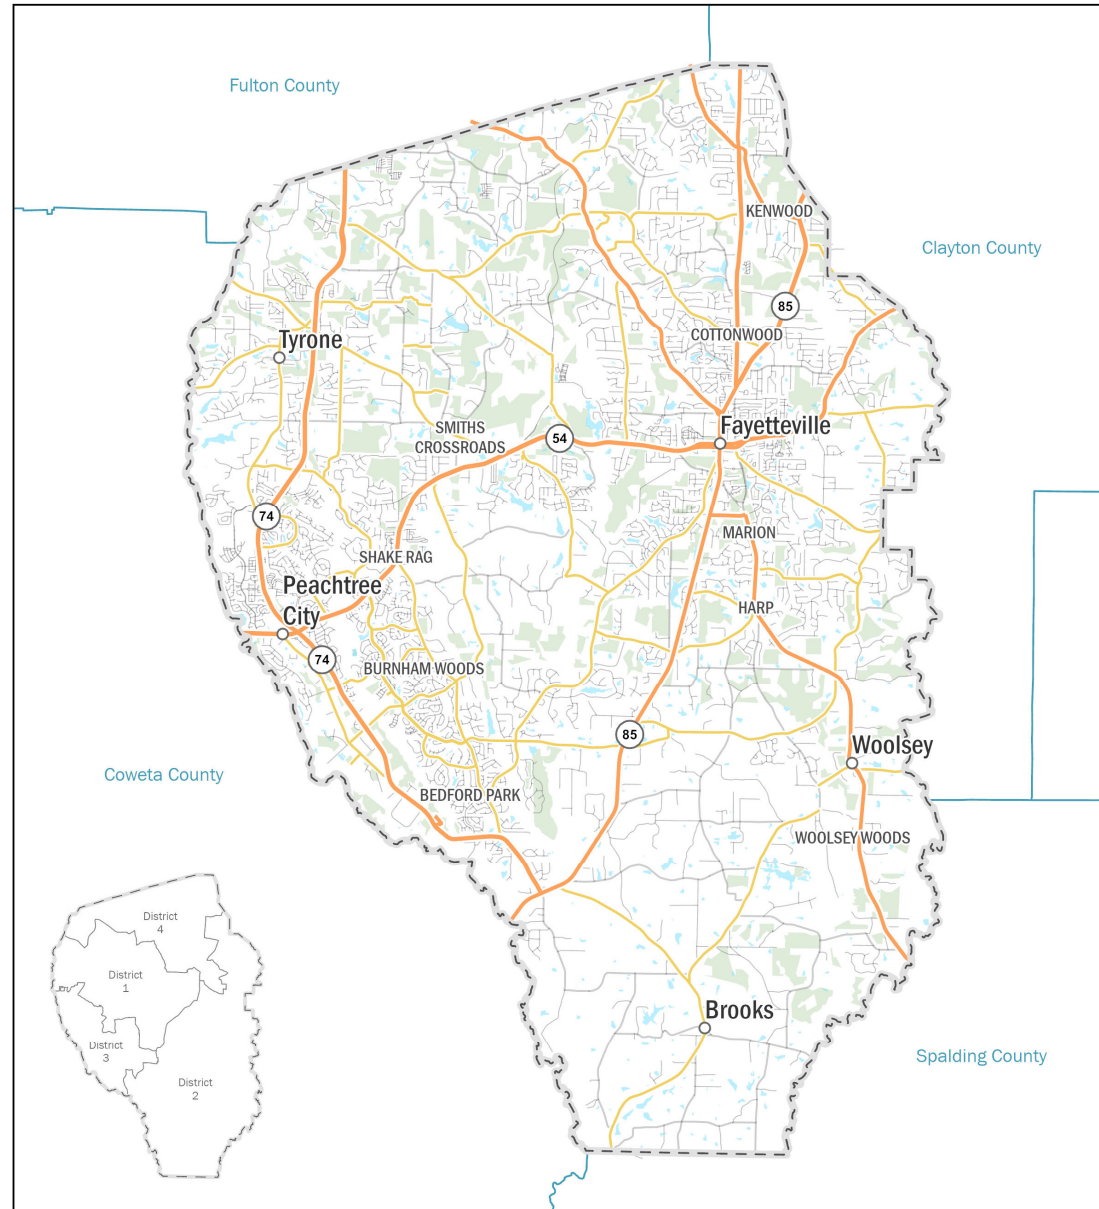 Fulton County
KENWOOD
Clayton County
85
COTTONWOOD
Tyrone
Fayetteville
SMITHS
CROSSROADS
54
74
MARION
SHAKE RAG
Peachtree
City
HARP
74
BURNHAM WOODS
85
Woolsey
Coweta County
BEDFORD PARK
WOOLSEY WOODS
District
4
District
1
Brooks
District
3
Spalding County
District
2